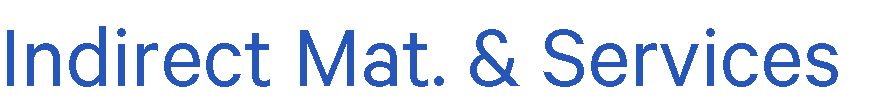 Indirect Mat. & Services